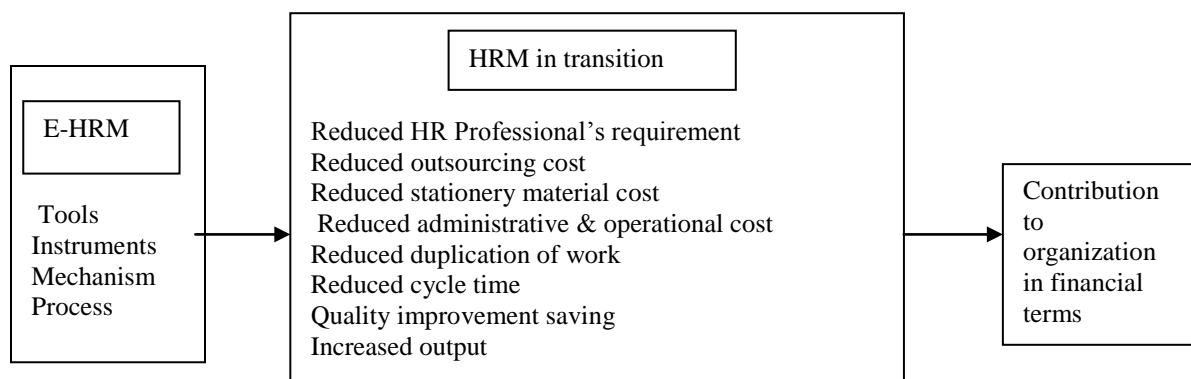 E-HRM
Tools
Instruments
Mechanism
Process
HRM in transition
Reduced HR Professional's requirement
Reduced outsourcing cost
Reduced stationery material cost
Reduced administrative & operational cost
Reduced duplication of work
Reduced cycle time
Quality improvement saving
Increased output
Contribution
to
organization
in financial
terms